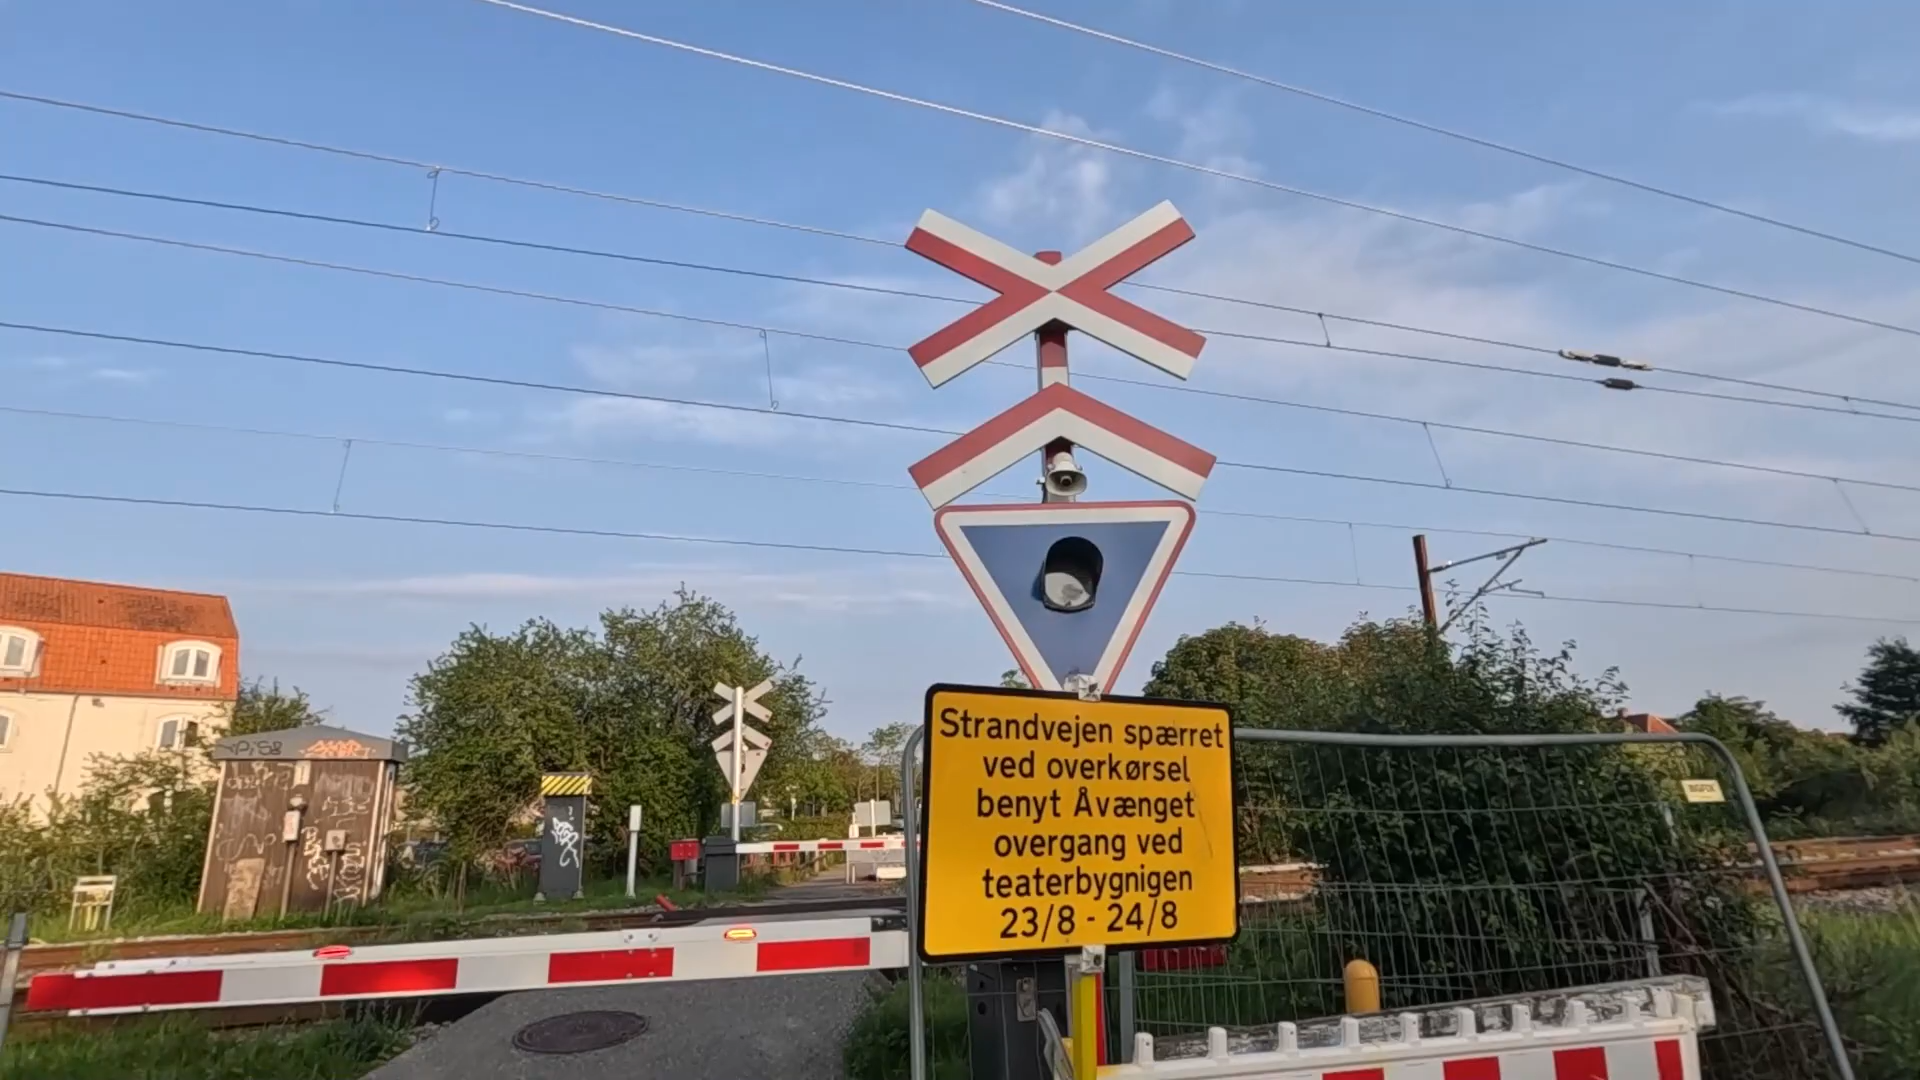 Strandvejen spærret
ved overkørsel
benyt Åvænget
overgang ved
teaterbygnigen
23/8 - 24/8